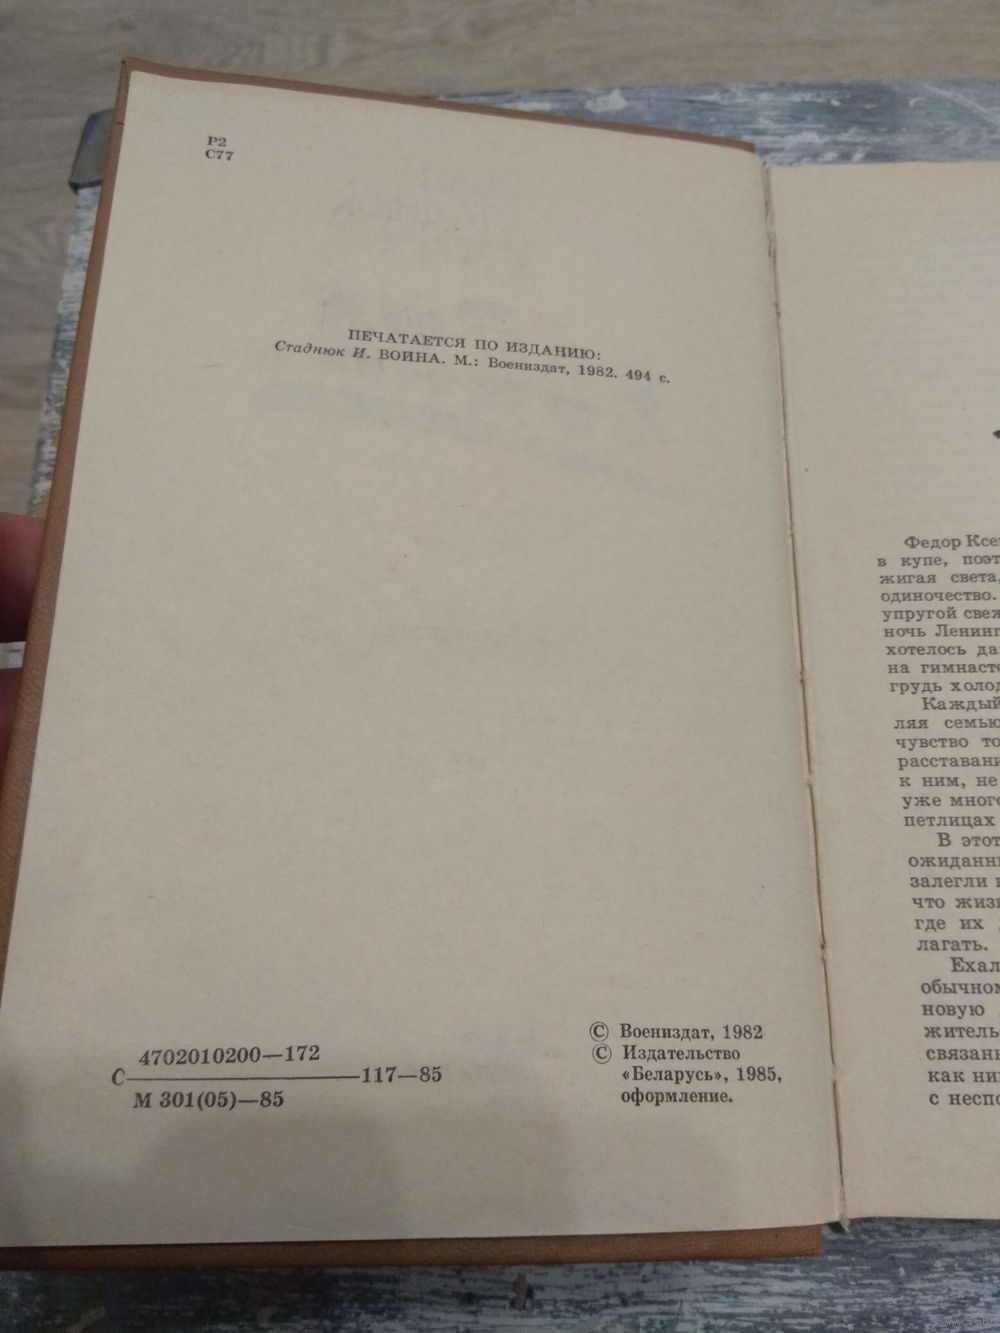 Р2
С77
ПЕЧАТАЕТСЯ ПО ИЗДАНИЮ:
Стаднюк И. ВОЙНА. М.: Воениздат, 1982. 494 с.
4702010200—172
С————117—85
М 301(05)—85
© Воениздат, 1982
© Издательство
«Беларусь», 1985,
оформление.
Федор Ксе
в купе, поэт
жигая света,
одиночество.
упругой свеж
ночь Ленинг
хотелось да
на гимнасте
грудь холод
Каждый
ляя семью
чувство то
расставани
к ним, не
уже много
петлицах
В этот
ожиданны
залегли
что жизн
где их
лагать.
Ехал
обычном
новую
житель
связанн
как ни
с неспо